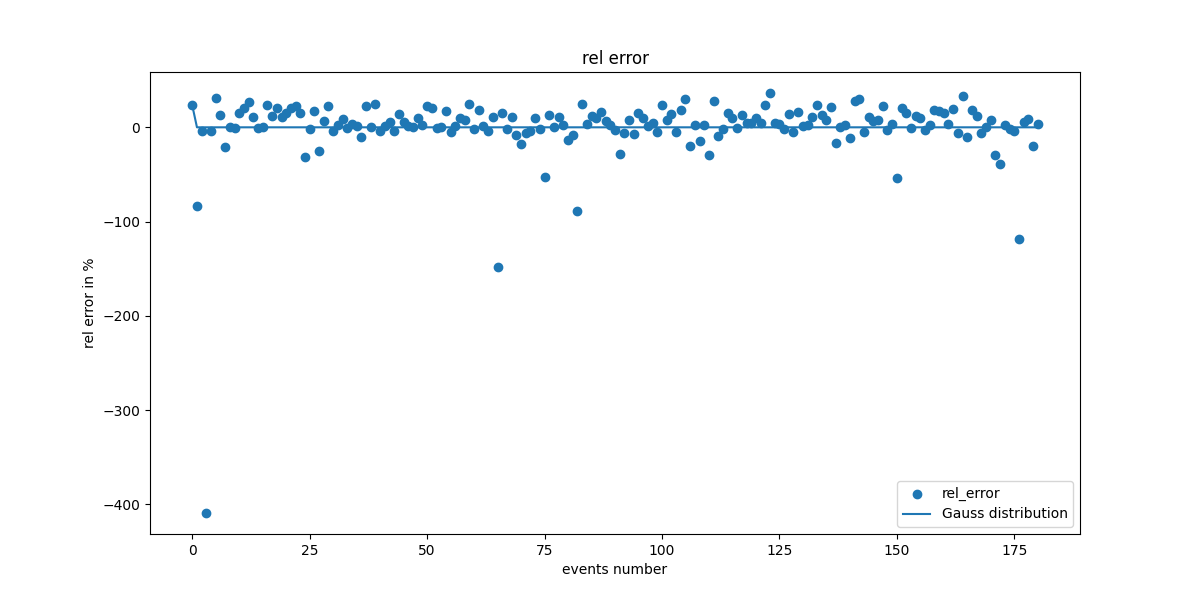 rel error
rel error in %
0
−100
−200
−300
−400
0 25 50 75 100 125 150 175
events number
rel_error
Gauss distribution